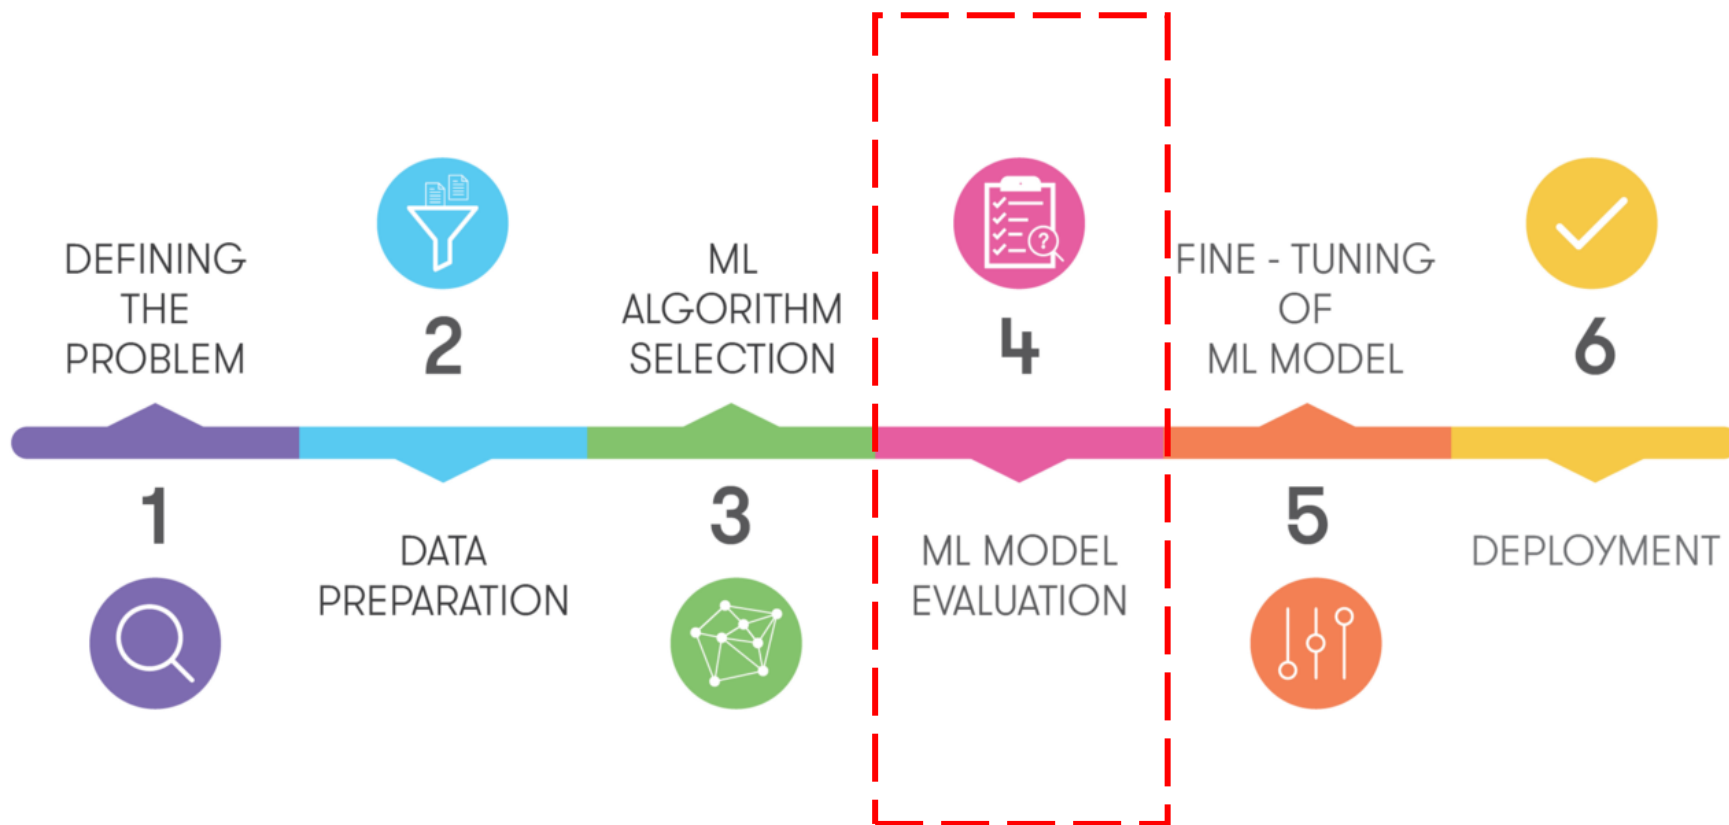 DEFINING
THE
PROBLEM
1
2
DATA
PREPARATION
ML
ALGORITHM
SELECTION
3
?
4
ML MODEL
EVALUATION
FINE - TUNING
OF
ML MODEL
5
6
DEPLOYMENT